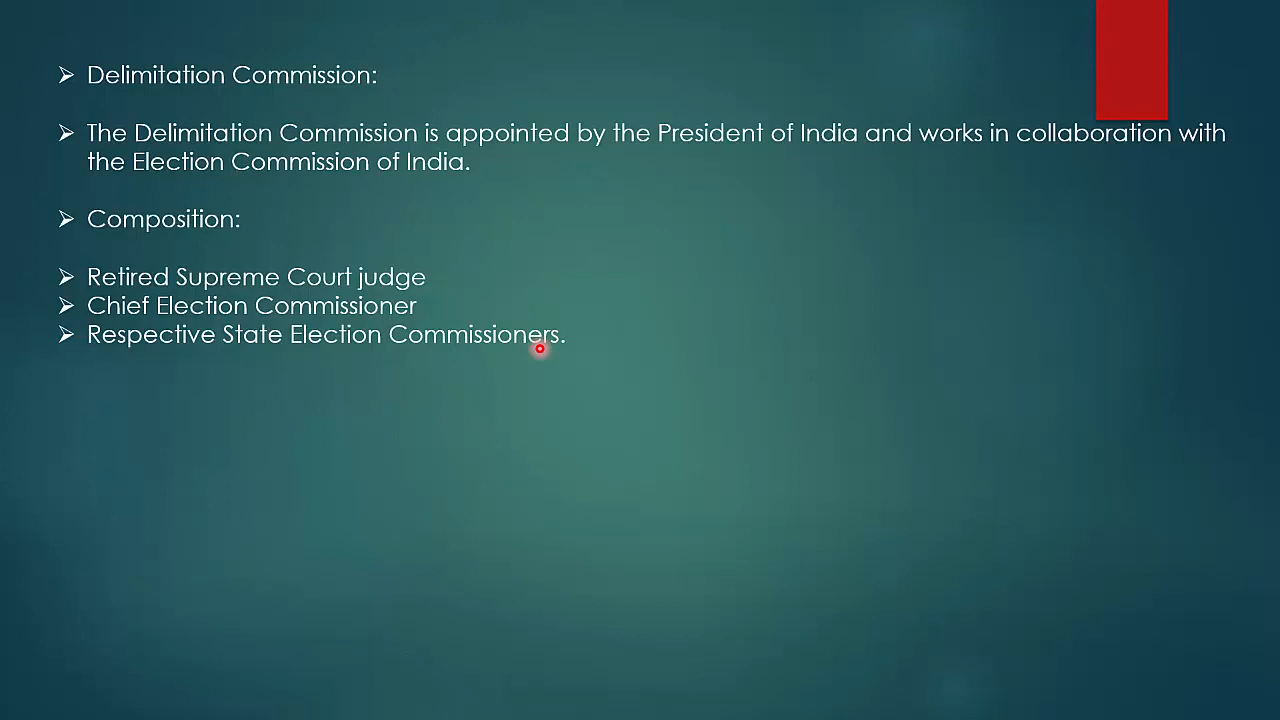 ➢ Delimitation Commission:
➢ The Delimitation Commission is appointed by the President of India and works in collaboration with
the Election Commission of India.
➢ Composition:
➢ Retired Supreme Court judge
➢ Chief Election Commissioner
➢ Respective State Election Commissioners.